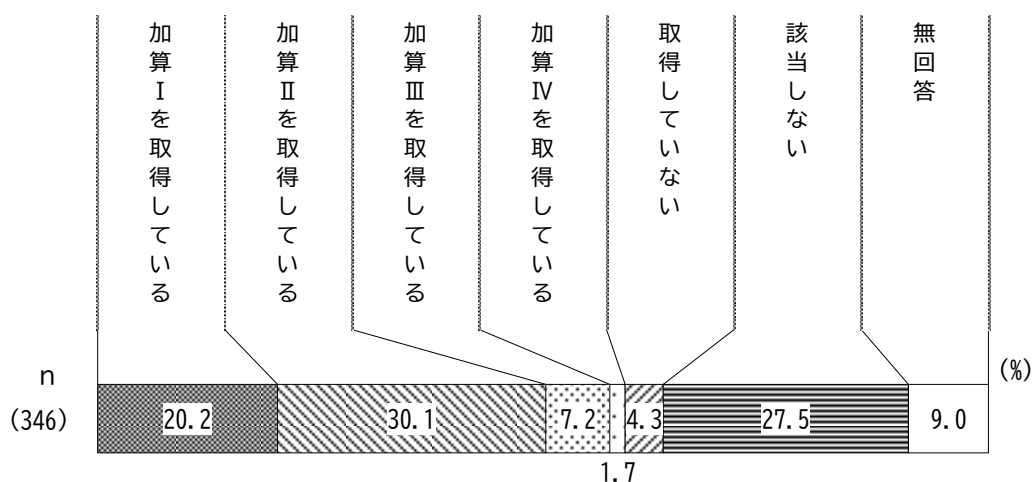 加算Ⅰを取得している
加算Ⅱを取得している
加算Ⅲを取得している
加算Ⅳを取得している
取得していない
該当しない
無回答
n
(%)
(346)
20.2
30.1
7.2
4.3
27.5
9.0
1.7